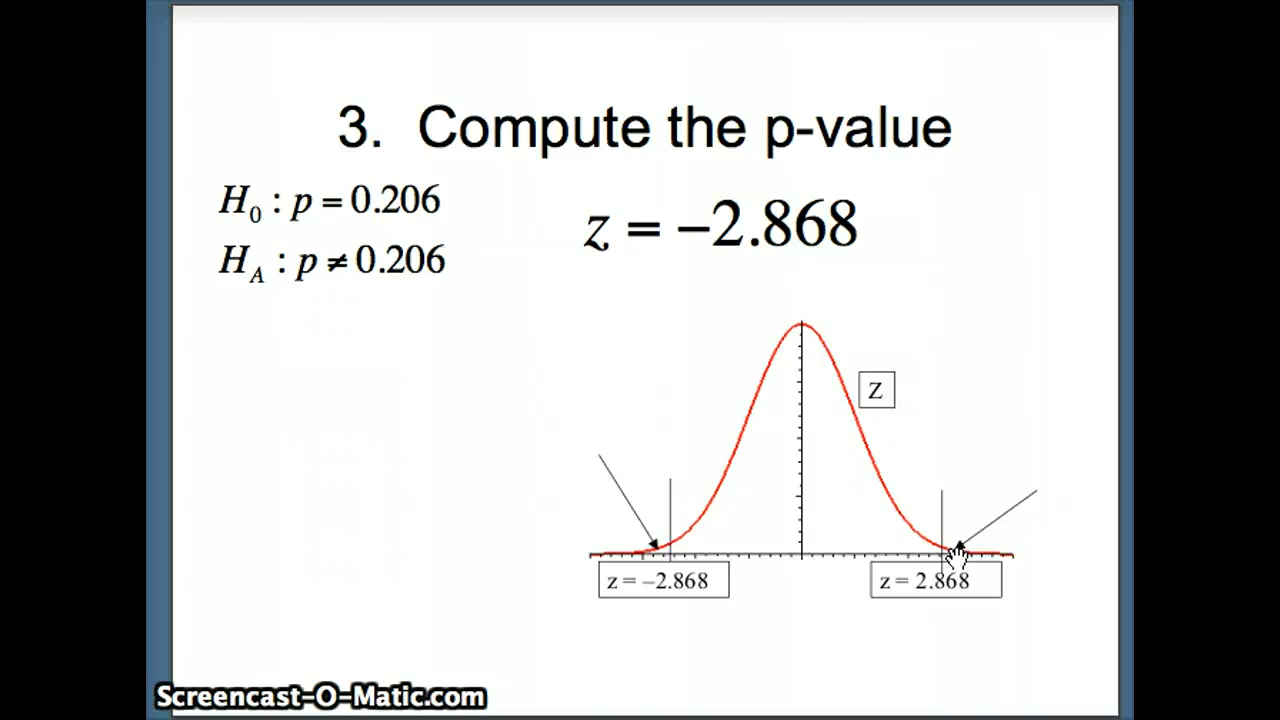 3. Compute the p-value
H₀ : p = 0.206
z = −2.868
H_A : p ≠ 0.206
z
z = −2.868
z = 2.868
Screencast-O-Matic.com